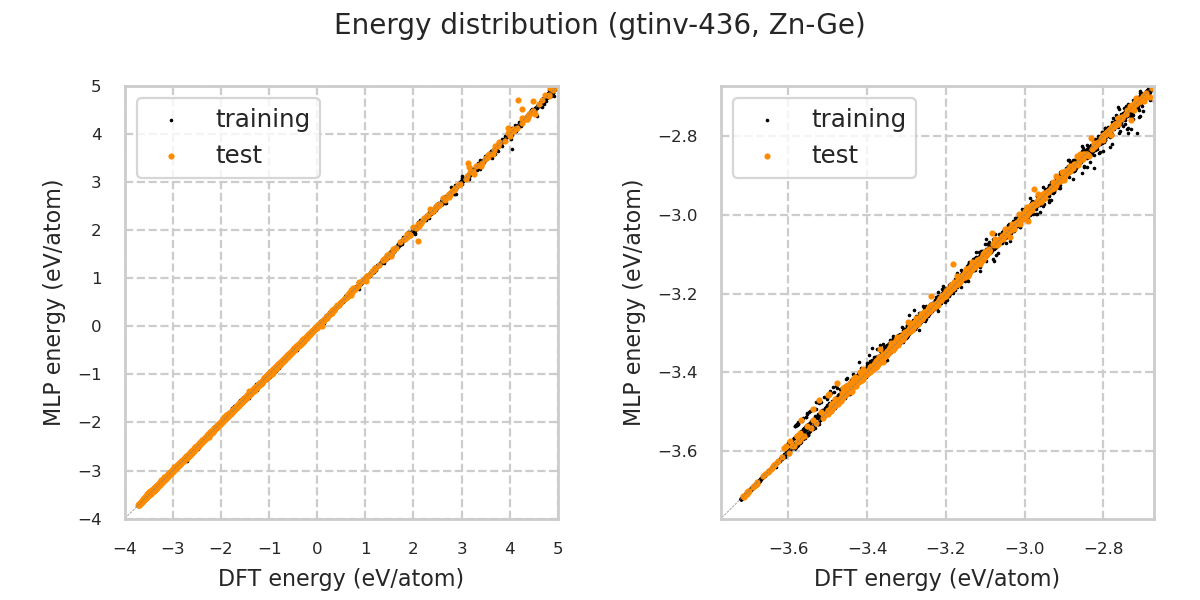 Energy distribution (gtinv-436, Zn-Ge)
5
4
3
2
1
0
−1
−2
−3
−4
MLP energy (eV/atom)
training
test
−4 −3 −2 −1 0 1 2 3 4 5
DFT energy (eV/atom)
−2.8
−3.0
−3.2
−3.4
−3.6
MLP energy (eV/atom)
training
test
−3.6 −3.4 −3.2 −3.0 −2.8
DFT energy (eV/atom)